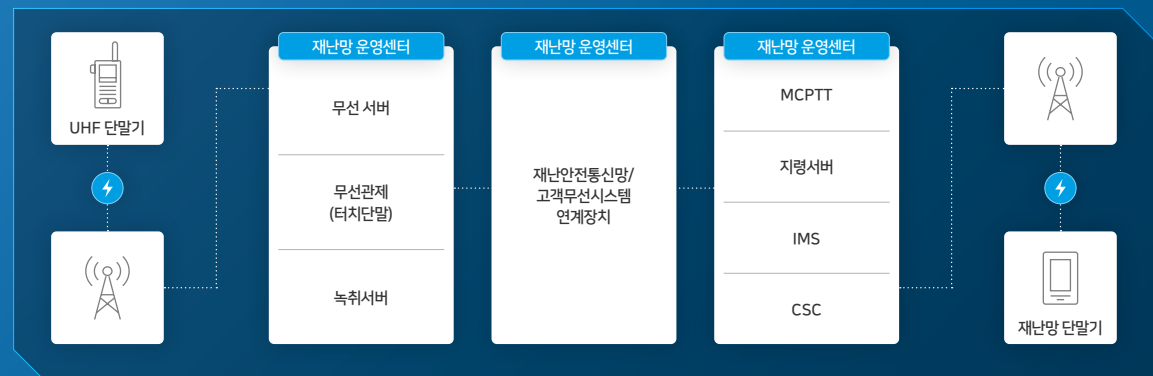 UHF 단말기
재난망 운영센터
무선 서버
무선관제
(터치단말)
녹취서버
재난망 운영센터
재난안전통신망/
고객무선시스템
연계장치
재난망 운영센터
MCPTT
지령서버
IMS
CSC
재난망 단말기